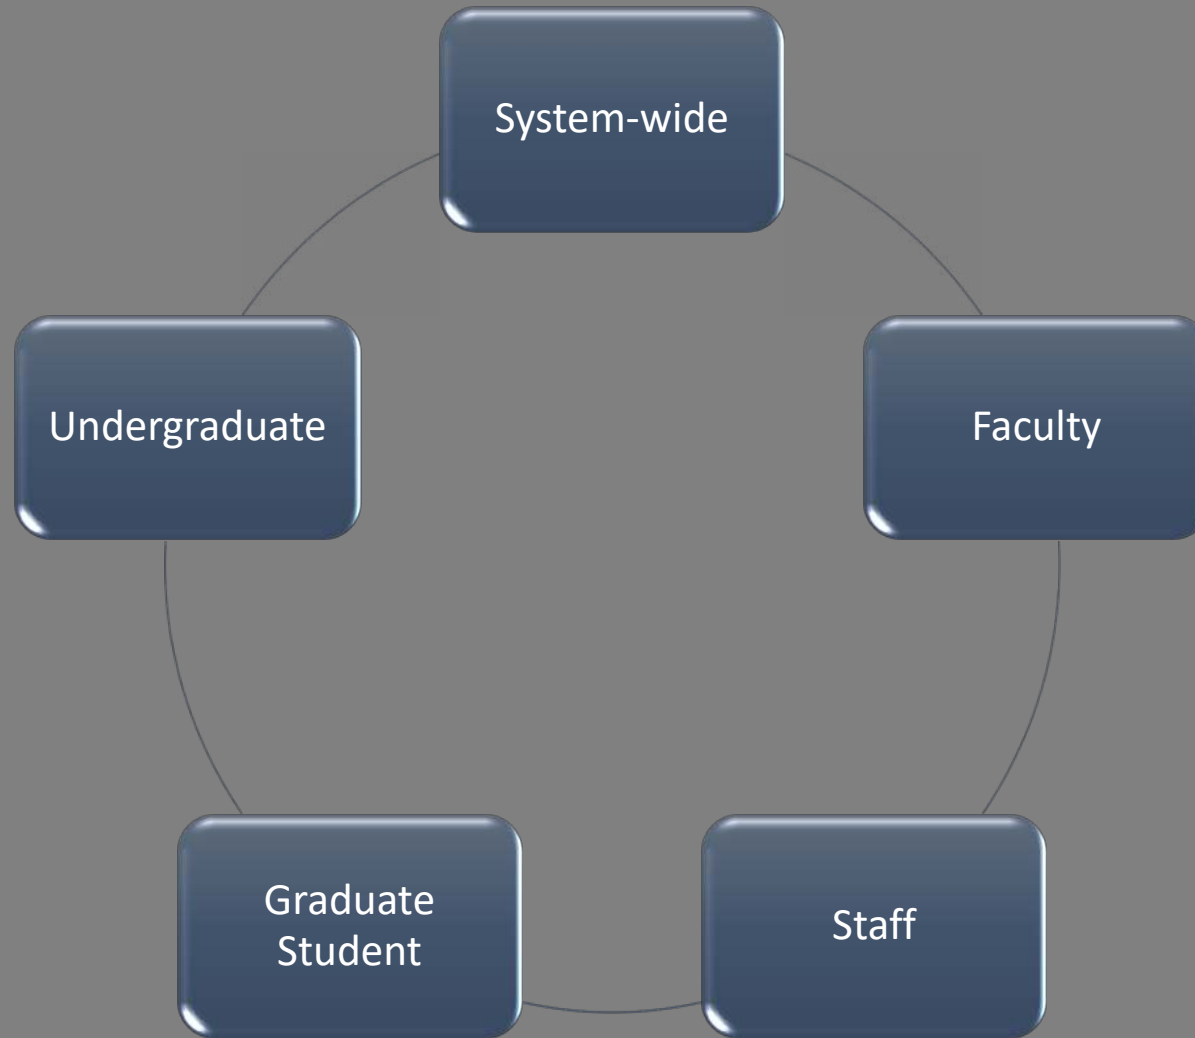 System-wide
Undergraduate
Faculty
Graduate
Student
Staff